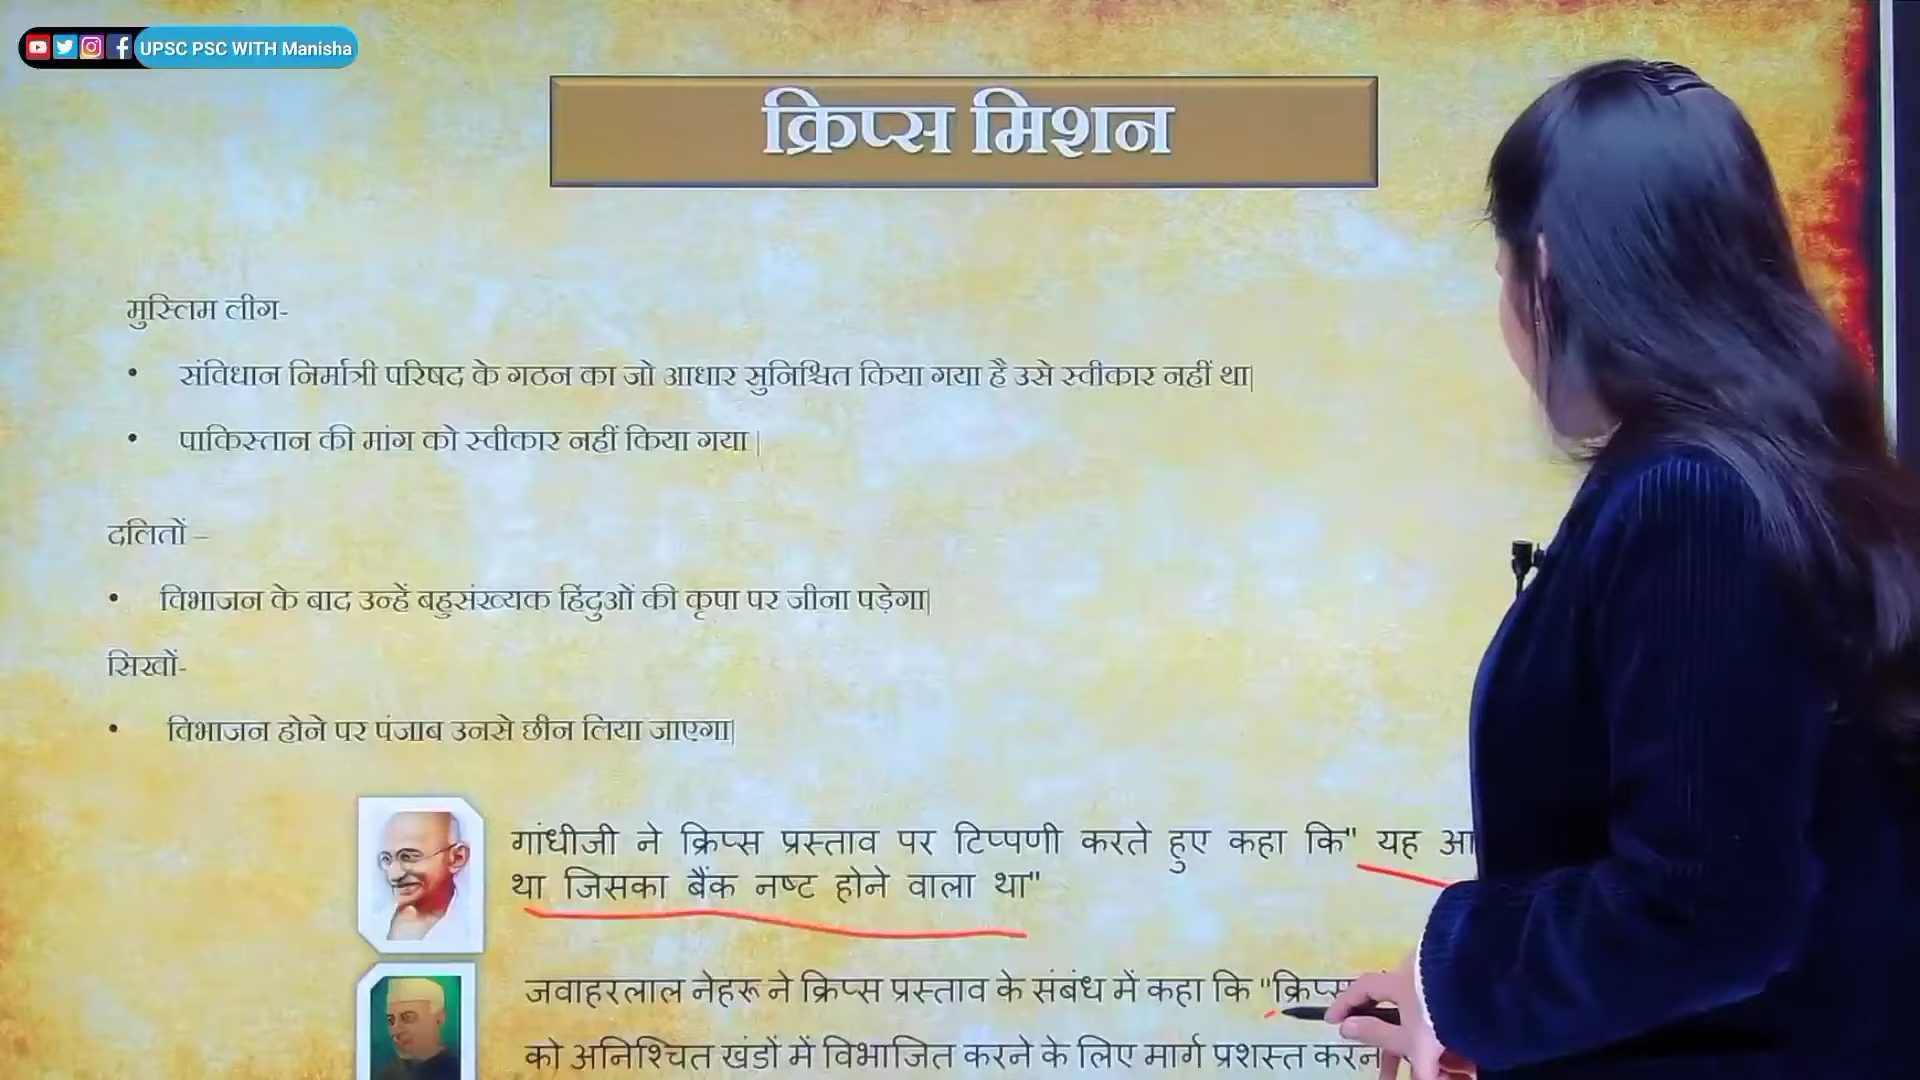 UPSC PSC WITH Manisha
क्रिप्स मिशन
मुस्लिम लीग-
• संविधान निर्मात्री परिषद के गठन का जो आधार सुनिश्चित किया गया है उसे स्वीकार नहीं था|
• पाकिस्तान की मांग को स्वीकार नहीं किया गया |
दलितों –
• विभाजन के बाद उन्हें बहुसंख्यक हिंदुओं की कृपा पर जीना पड़ेगा|
सिखों-
• विभाजन होने पर पंजाब उनसे छीन लिया जाएगा|
गांधीजी ने क्रिप्स प्रस्ताव पर टिप्पणी करते हुए कहा कि" यह
था जिसका बैंक नष्ट होने वाला था"
जवाहरलाल नेहरू ने क्रिप्स प्रस्ताव के संबंध में कहा कि "क्रिप्स
को अनिश्चित खंडों में विभाजित करने के लिए मार्ग प्रशस्त